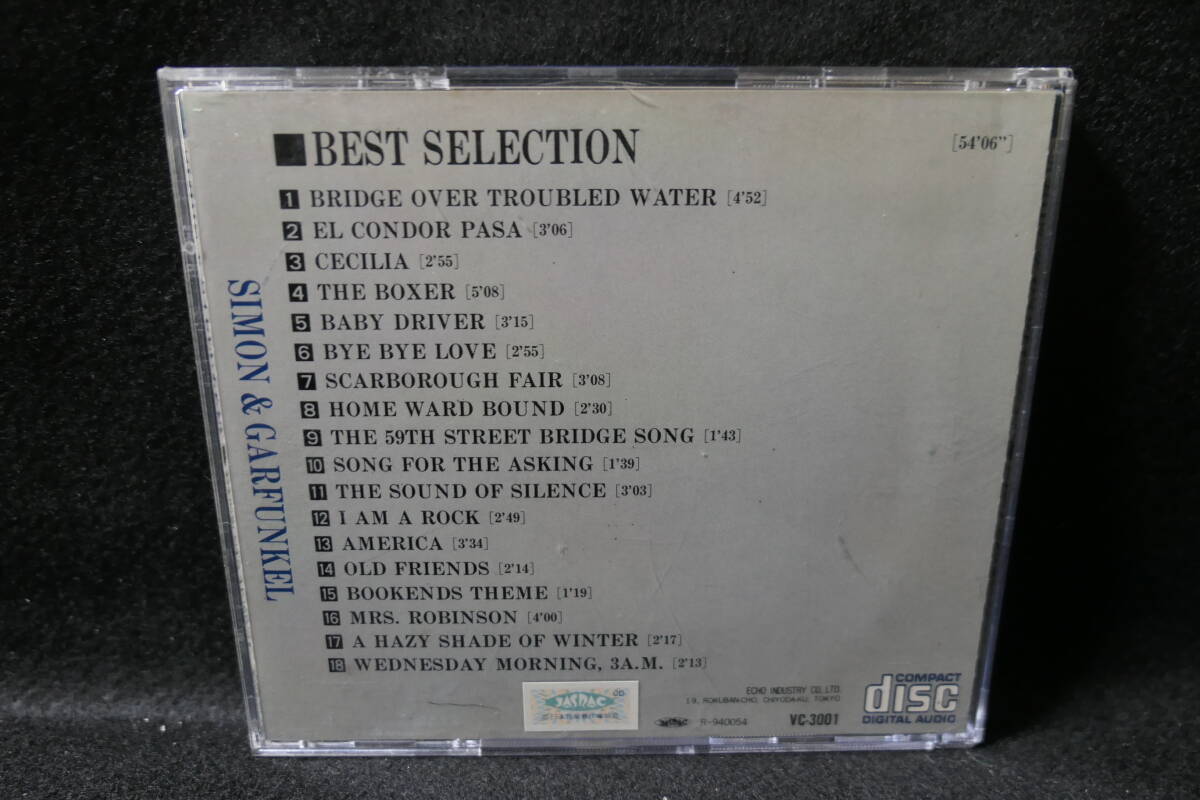 BEST SELECTION
[54'06"]
1 BRIDGE OVER TROUBLED WATER [4'52]
2 EL CONDOR PASA [3'06]
3 CECILIA [2'55]
4 THE BOXER [5'08]
5 BABY DRIVER [3'15]
6 BYE BYE LOVE [2'55]
7 SCARBOROUGH FAIR [3'08]
8 HOME WARD BOUND [2'30]
9 THE 59TH STREET BRIDGE SONG [1'43]
10 SONG FOR THE ASKING [1'39]
11 THE SOUND OF SILENCE [3'03]
12 I AM A ROCK [2'49]
13 AMERICA [3'34]
14 OLD FRIENDS [2'14]
15 BOOKENDS THEME [1'19]
16 MRS. ROBINSON [4'00]
17 A HAZY SHADE OF WINTER [2'17]
18 WEDNESDAY MORNING, 3A.M. [2'13]
SIMON & GARFUNKEL
JASRAC
ECHO INDUSTRY CO., LTD.
19, ROKUBAN-CHO, CHIYODA-KU, TOKYO
R-940054
VC-3001
COMPACT
disc
DIGITAL AUDIO